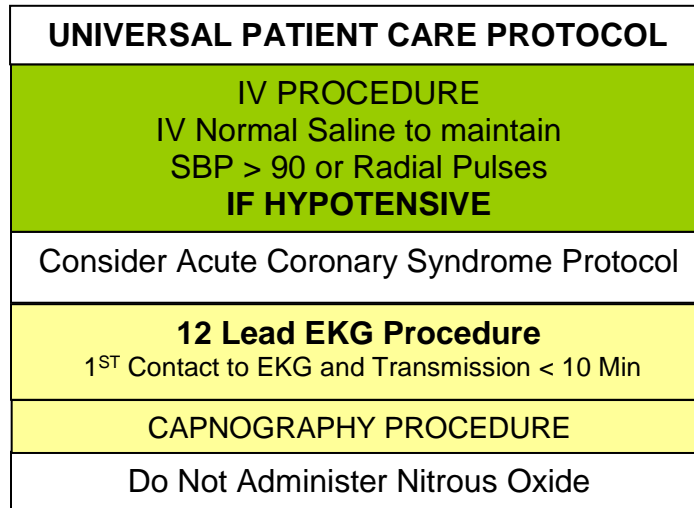 UNIVERSAL PATIENT CARE PROTOCOL
IV PROCEDURE
IV Normal Saline to maintain
SBP > 90 or Radial Pulses
IF HYPOTENSIVE
Consider Acute Coronary Syndrome Protocol
12 Lead EKG Procedure
1ST Contact to EKG and Transmission < 10 Min
CAPNOGRAPHY PROCEDURE
Do Not Administer Nitrous Oxide